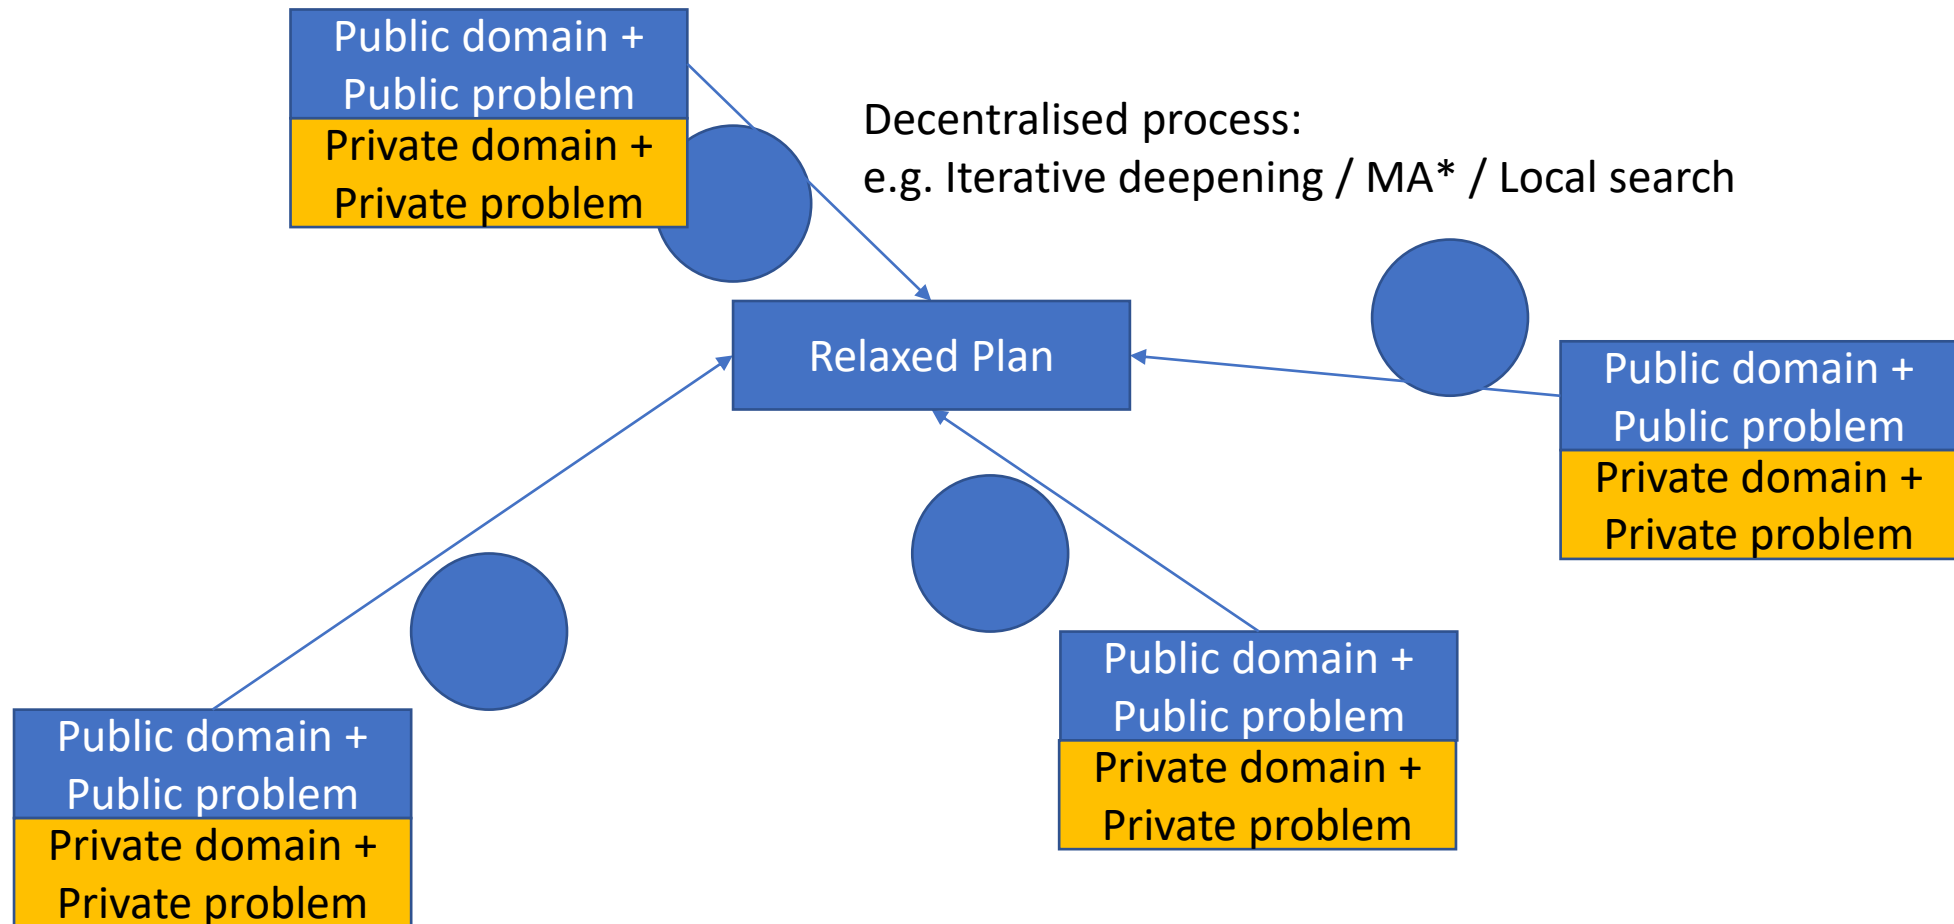 Public domain +
Public problem
Private domain +
Private problem
Decentralised process:
e.g. Iterative deepening / MA* / Local search
Relaxed Plan
Public domain +
Public problem
Private domain +
Private problem
Public domain +
Public problem
Private domain +
Private problem
Public domain +
Public problem
Private domain +
Private problem